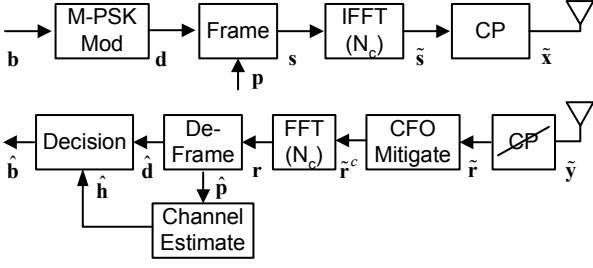 M-PSK
Mod
Frame
IFFT
(N_c)
CP
b
d
s
s̃
x̃
p
Decision
De-
Frame
FFT
(N_c)
CFO
Mitigate
CP
b̂
d̂
r
r̃^c
r̃
ỹ
ĥ
p̂
Channel
Estimate